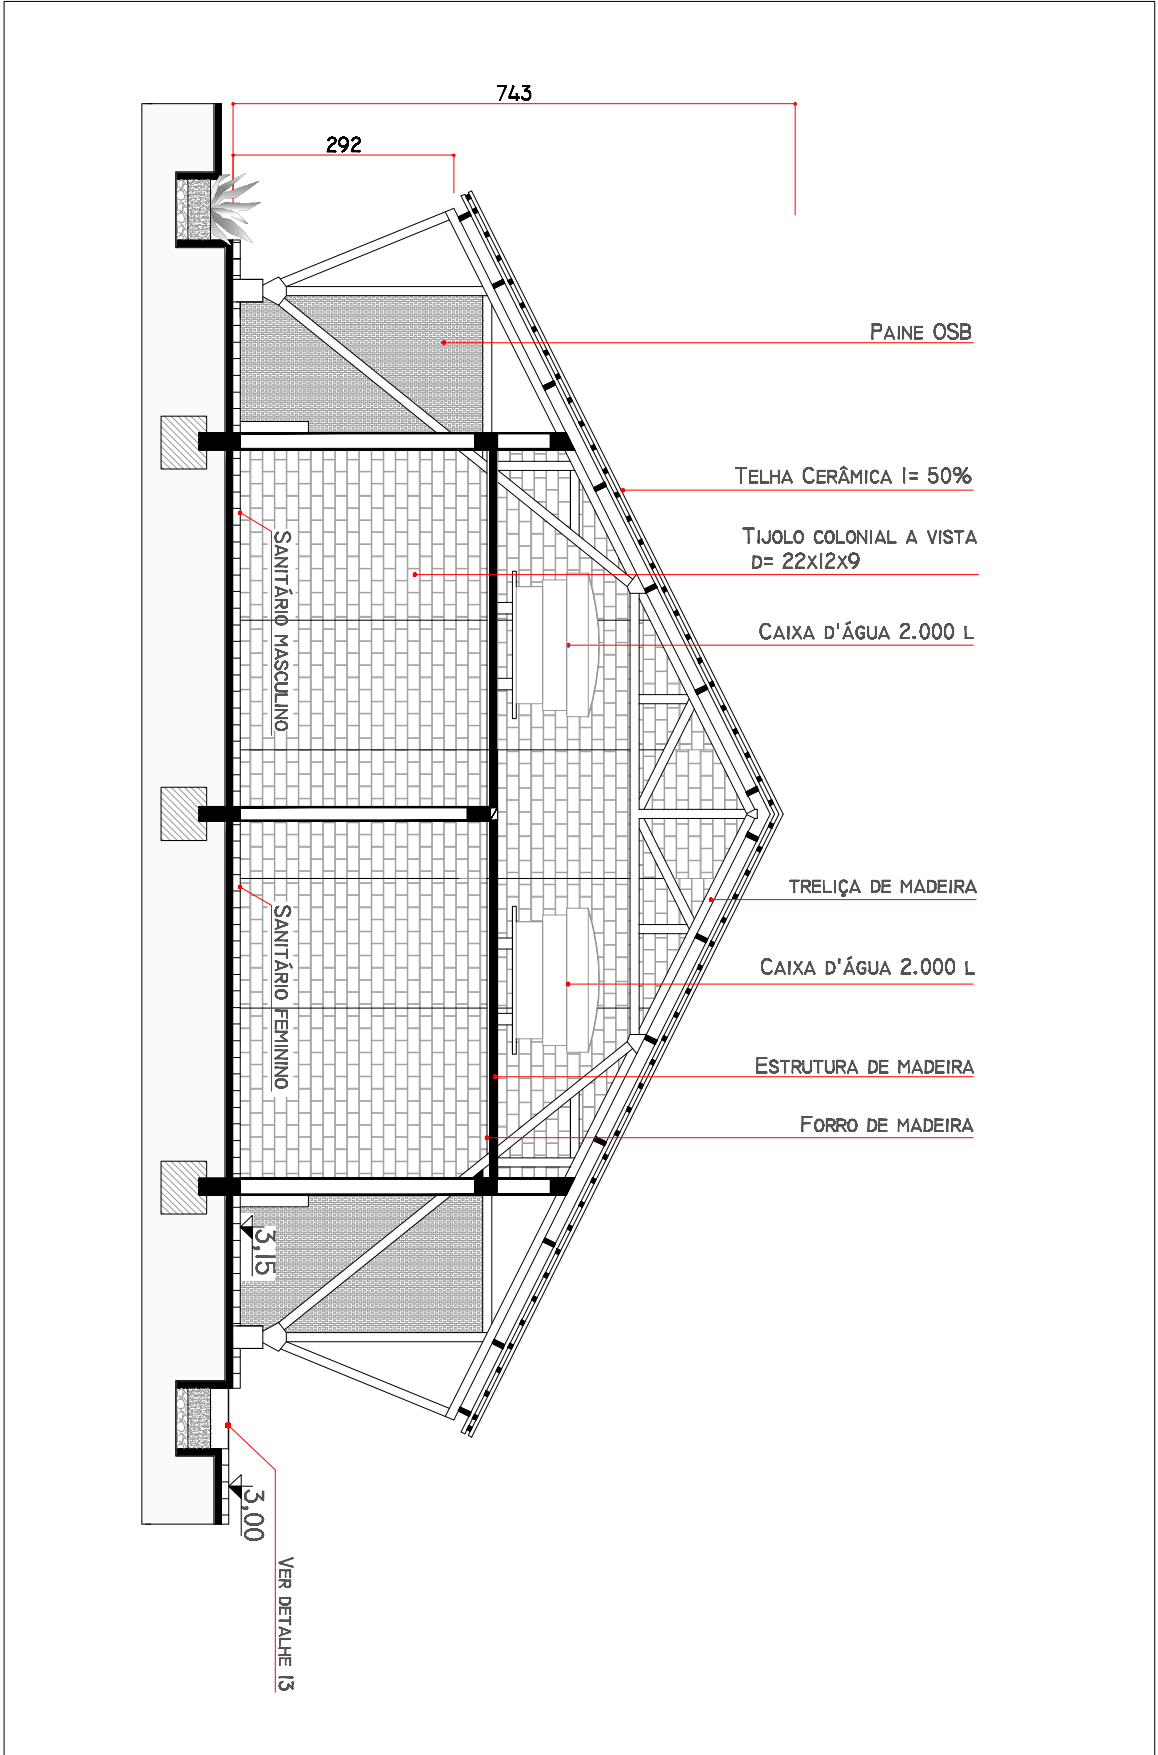 743
292
PAINE OSB
TELHA CERÂMICA I= 50%
TIJOLO COLONIAL A VISTA
D= 22X12X9
CAIXA D'ÁGUA 2.000 L
SANITÁRIO MASCULINO
TRELIÇA DE MADEIRA
CAIXA D'ÁGUA 2.000 L
SANITÁRIO FEMININO
ESTRUTURA DE MADEIRA
FORRO DE MADEIRA
3,15
3,00
VER DETALHE 13